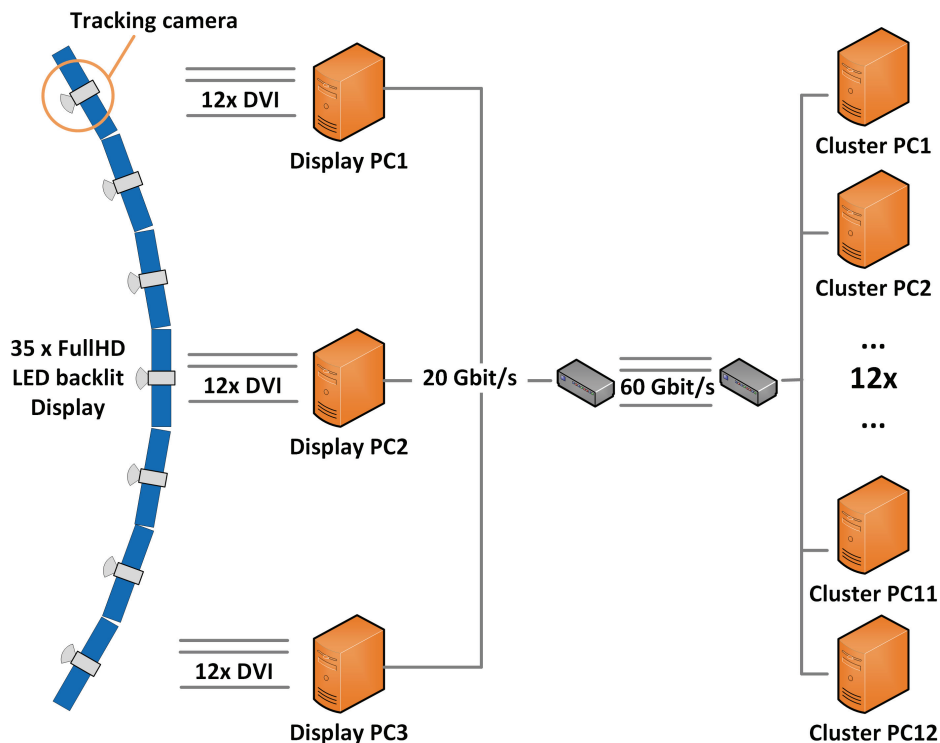 Tracking camera
12x DVI
Display PC1
Cluster PC1
Cluster PC2
35 x FullHD
LED backlit
Display
12x DVI
Display PC2
20 Gbit/s
60 Gbit/s
...
12x
...
Cluster PC11
12x DVI
Display PC3
Cluster PC12